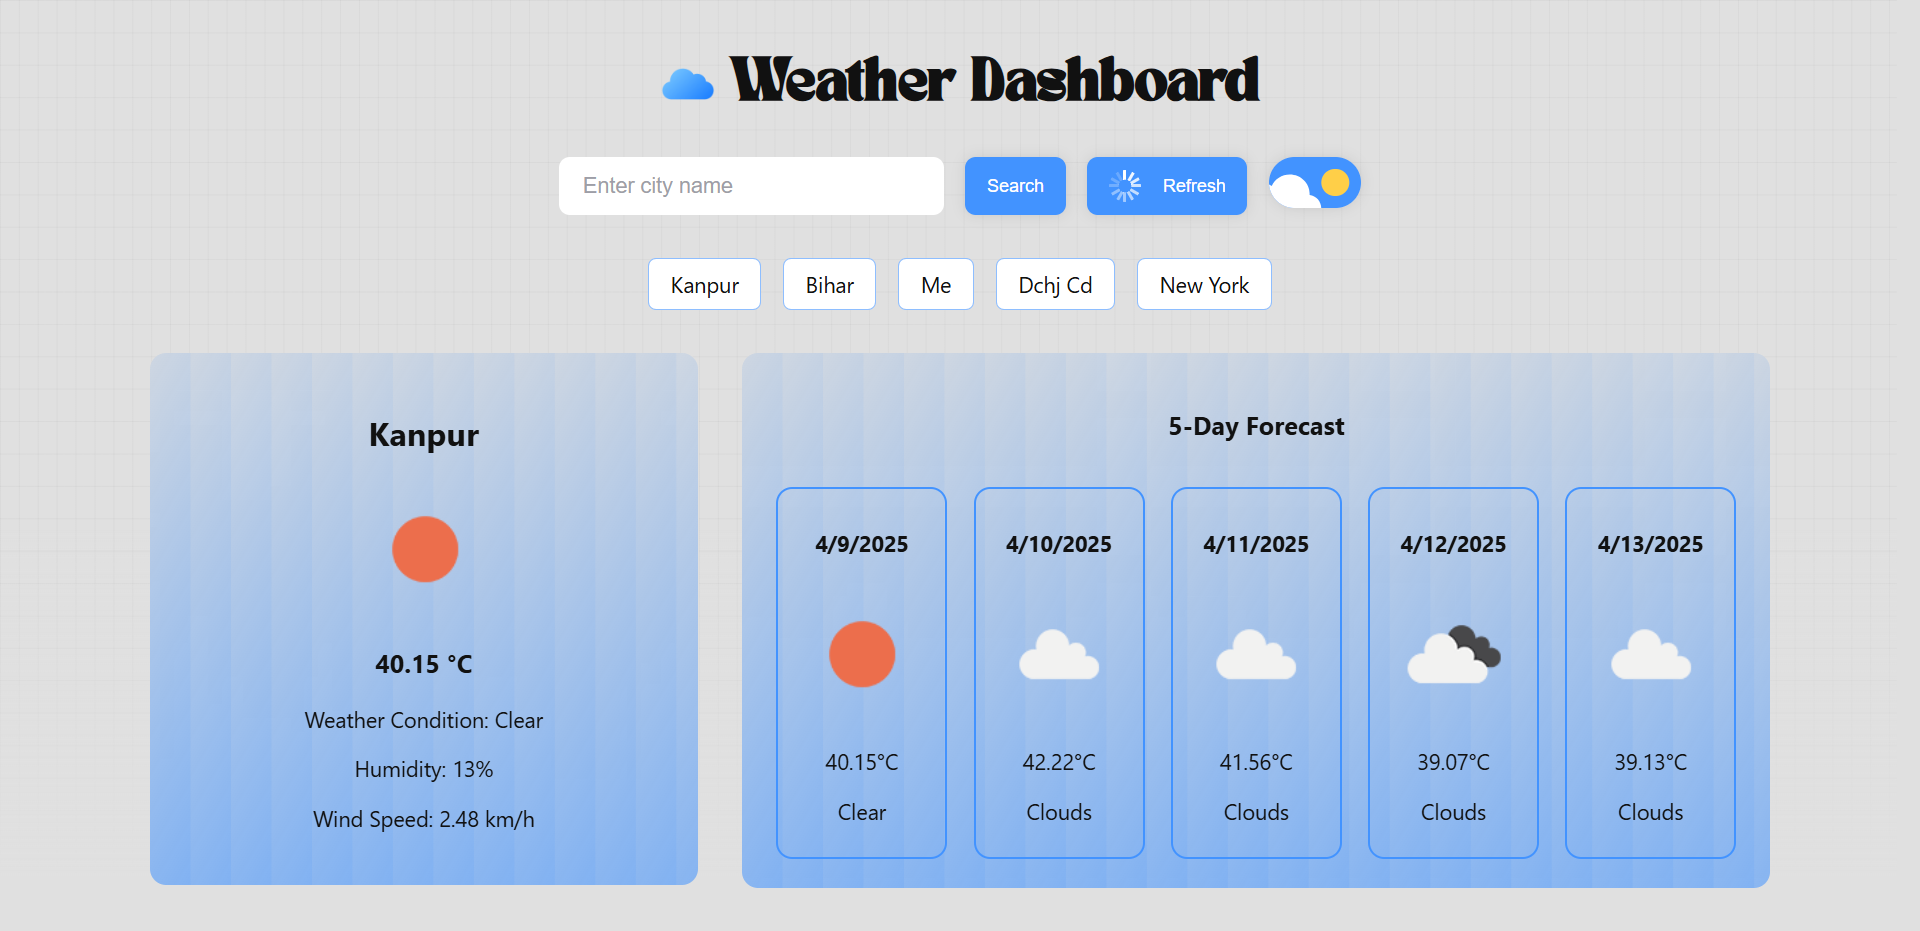 Weather Dashboard
Enter city name
Search
Refresh
Kanpur
Bihar
Me
Dchj Cd
New York
Kanpur
40.15 °C
Weather Condition: Clear
Humidity: 13%
Wind Speed: 2.48 km/h
5-Day Forecast
4/9/2025
40.15°C
Clear
4/10/2025
42.22°C
Clouds
4/11/2025
41.56°C
Clouds
4/12/2025
39.07°C
Clouds
4/13/2025
39.13°C
Clouds